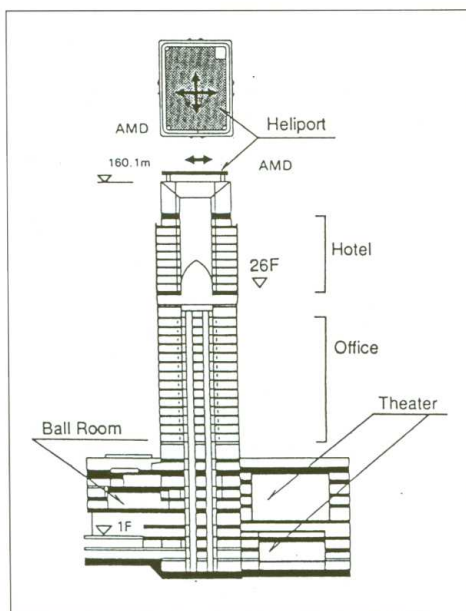 AMD
Heliport
160.1m
AMD
Hotel
26F
Office
Theater
Ball Room
1F